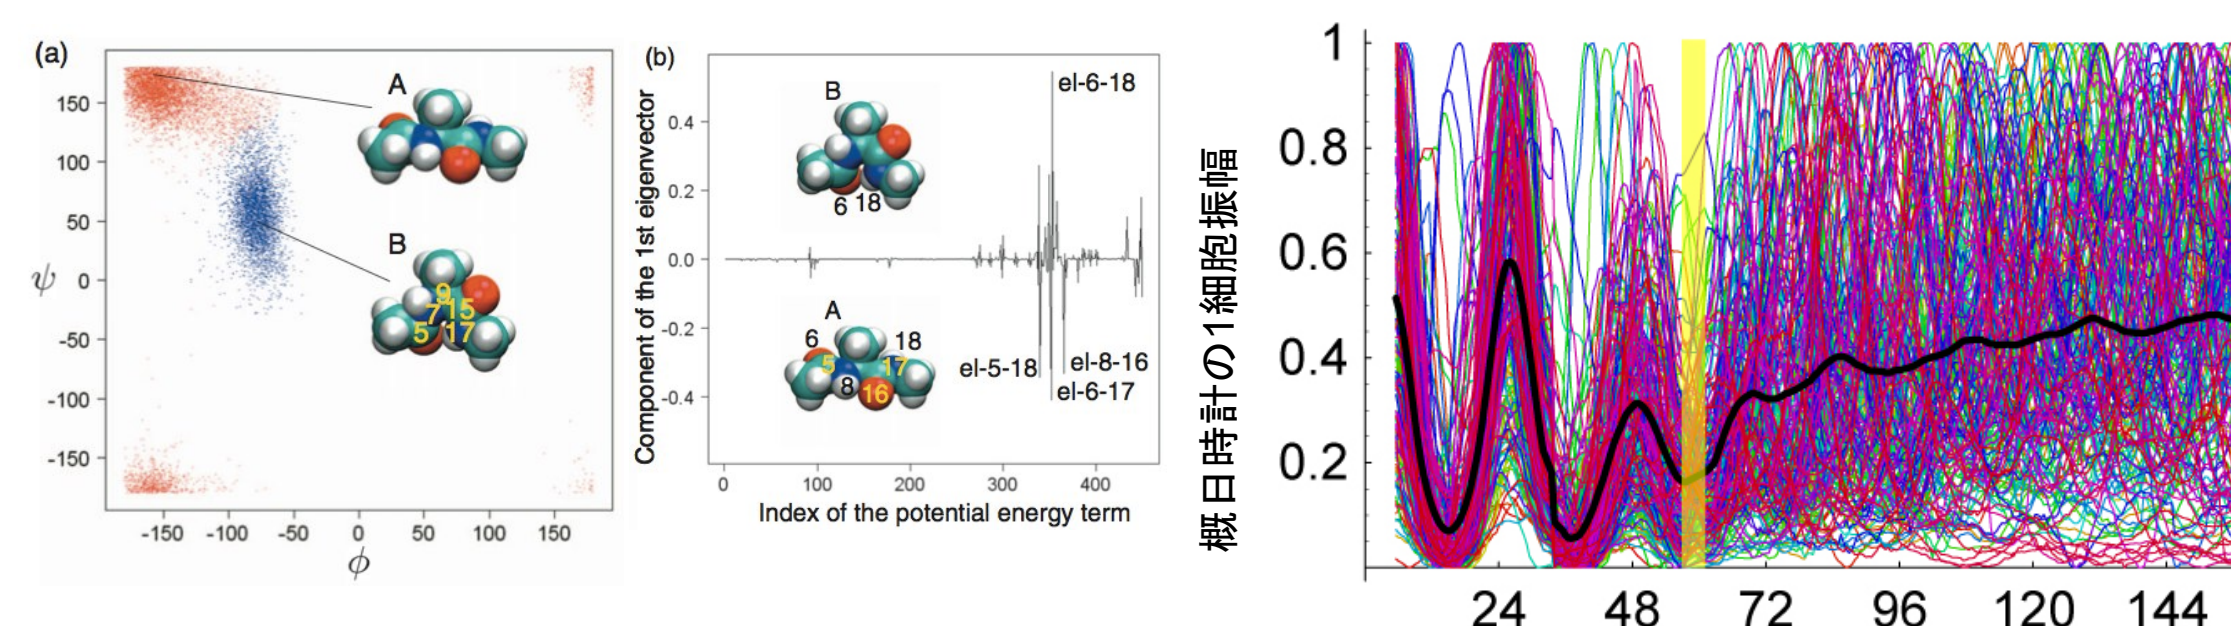 (a)
A
B
9
7 15
5 17
150
100
50
0
-50
-100
-150
ψ
-150 -100 -50 0 50 100 150
ϕ
(b)
Component of the 1st eigenvector
0.4
0.2
0.0
-0.2
-0.4
B
6 18
el-6-18
A
6 18
5 17
8 16
el-5-18
el-8-16
el-6-17
0 100 200 300 400
Index of the potential energy term
概日時計の1細胞振幅
1
0.8
0.6
0.4
0.2
24 48 72 96 120 144